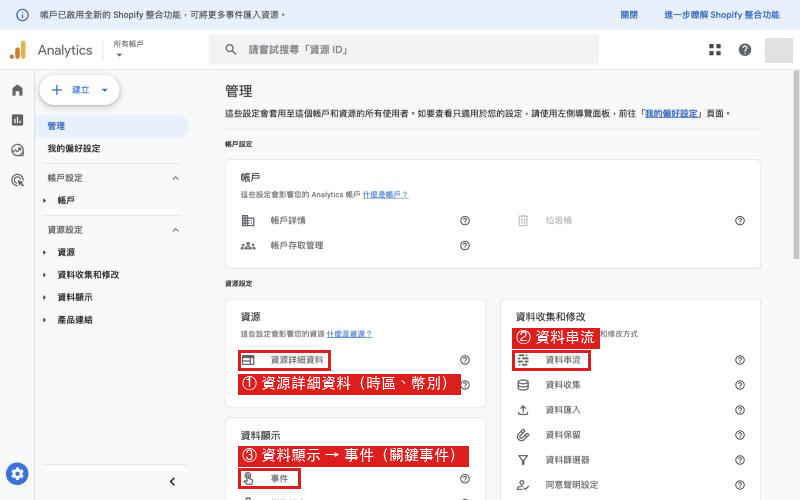 帳戶已啟用全新的 Shopify 整合功能，可將更多事件匯入資源。
關閉
進一步瞭解 Shopify 整合功能
Analytics
所有帳戶
請嘗試搜尋「資源 ID」
建立
管理
我的偏好設定
帳戶設定
帳戶
資源設定
資源
資料收集和修改
資料顯示
產品連結
管理
這些設定會套用至這個帳戶和資源的所有使用者。如要查看只適用於您的設定，請使用左側導覽面板，前往「我的偏好設定」頁面。
帳戶設定
帳戶
這些設定會影響您的 Analytics 帳戶 什麼是帳戶？
帳戶詳情
垃圾桶
帳戶存取管理
資源設定
資源
這些設定會影響您的資源 什麼是資源？
資源詳細資料
① 資源詳細資料（時區、幣別）
資料顯示
③ 資料顯示 → 事件（關鍵事件）
事件
資料收集和修改
② 資料串流
和修改方式
資料串流
資料收集
資料匯入
資料保留
資料篩選器
同意聲明設定